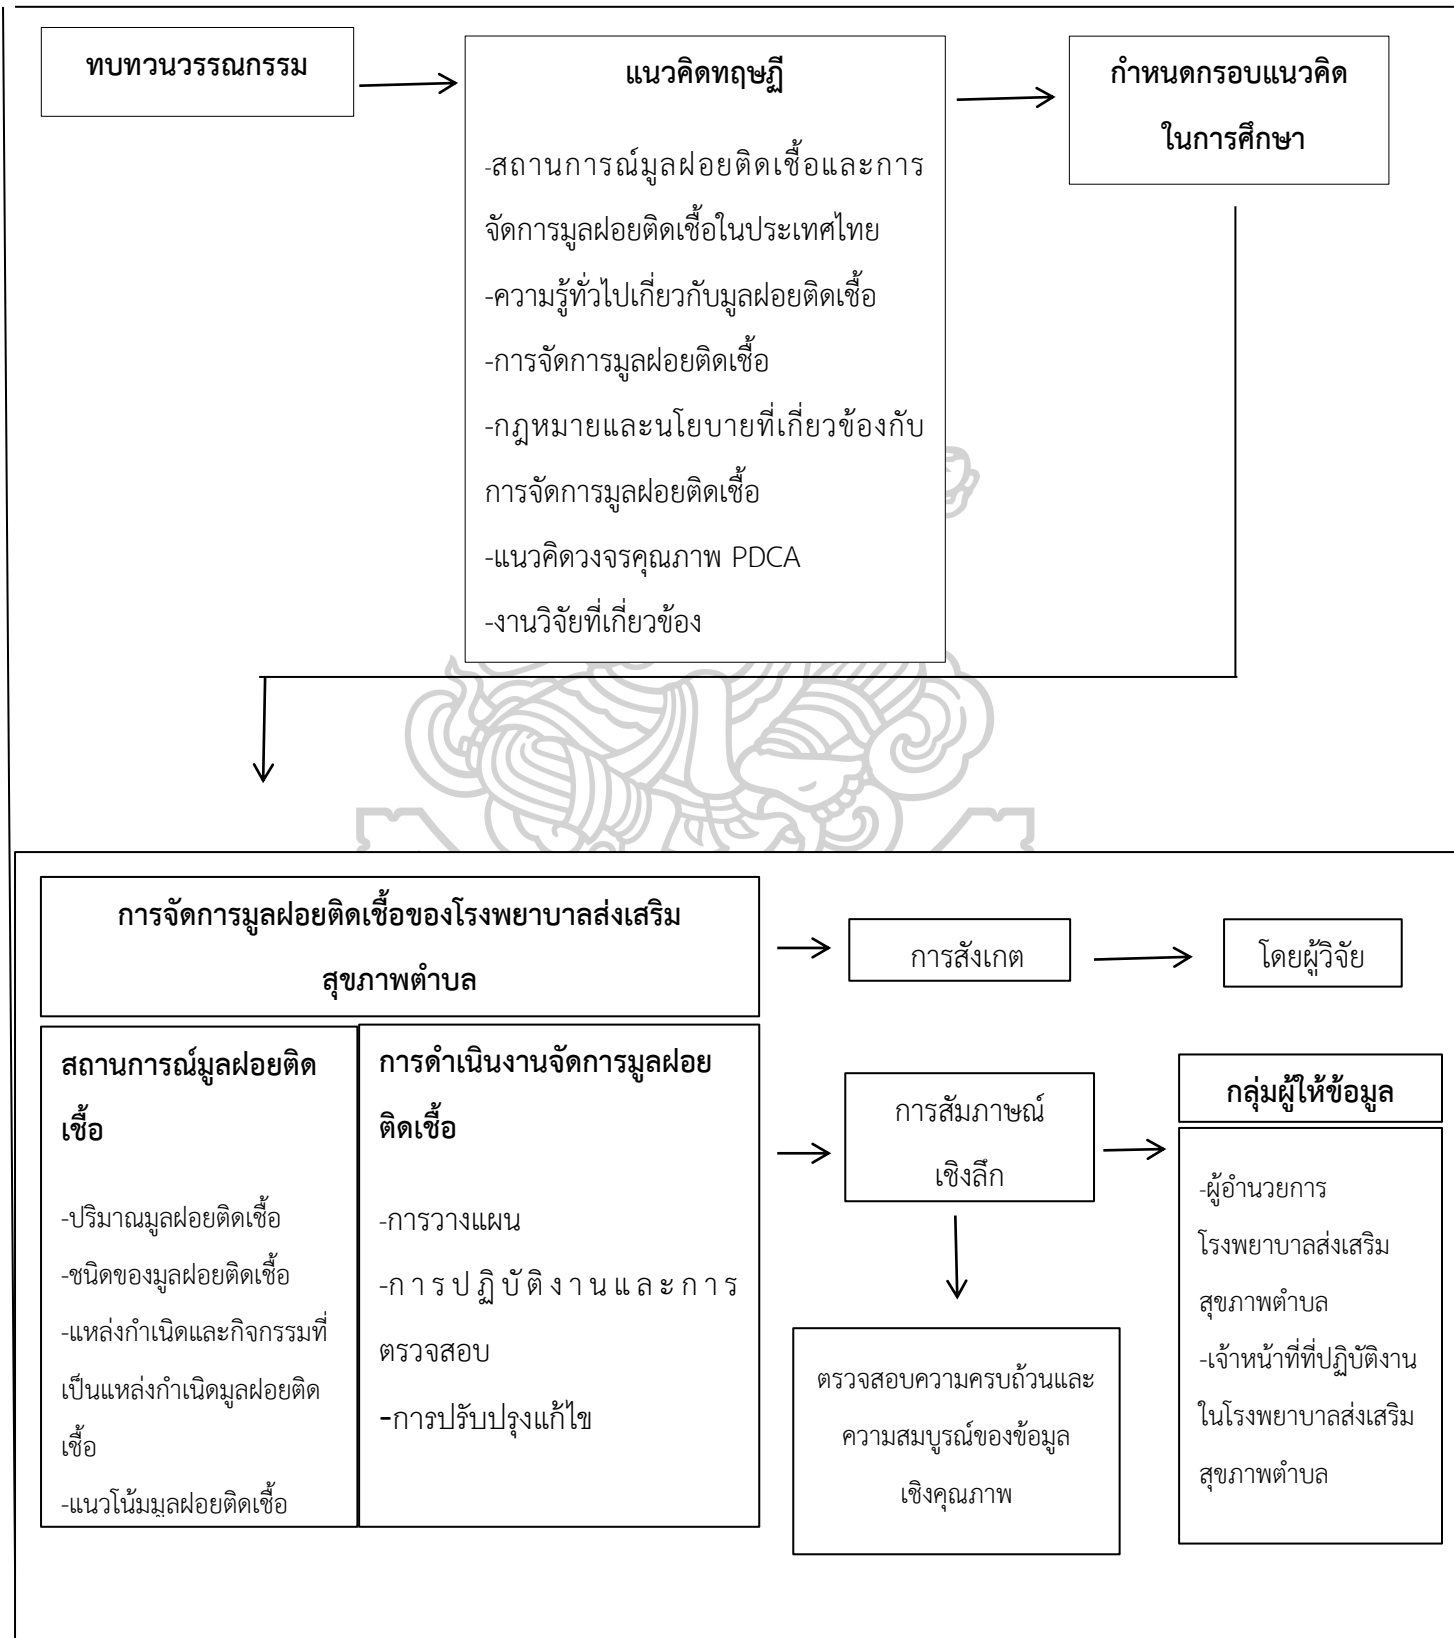 ทบทวนวรรณกรรม
แนวคิดทฤษฏี
-สถานการณ์มูลฝอยติดเชื้อและการ
จัดการมูลฝอยติดเชื้อในประเทศไทย
-ความรู้ทั่วไปเกี่ยวกับมูลฝอยติดเชื้อ
-การจัดการมูลฝอยติดเชื้อ
-กฎหมายและนโยบายที่เกี่ยวข้องกับ
การจัดการมูลฝอยติดเชื้อ
-แนวคิดวงจรคุณภาพ PDCA
-งานวิจัยที่เกี่ยวข้อง
กำหนดกรอบแนวคิด
ในการศึกษา
การจัดการมูลฝอยติดเชื้อของโรงพยาบาลส่งเสริม
สุขภาพตำบล
สถานการณ์มูลฝอยติด
เชื้อ
-ปริมาณมูลฝอยติดเชื้อ
-ชนิดของมูลฝอยติดเชื้อ
-แหล่งกำเนิดและกิจกรรมที่
เป็นแหล่งกำเนิดมูลฝอยติด
เชื้อ
-แนวโน้มมูลฝอยติดเชื้อ
การดำเนินงานจัดการมูลฝอย
ติดเชื้อ
-การวางแผน
-การปฏิบัติงานและการ
ตรวจสอบ
-การปรับปรุงแก้ไข
การสังเกต
โดยผู้วิจัย
การสัมภาษณ์
เชิงลึก
ตรวจสอบความครบถ้วนและ
ความสมบูรณ์ของข้อมูล
เชิงคุณภาพ
กลุ่มผู้ให้ข้อมูล
-ผู้อำนวยการ
โรงพยาบาลส่งเสริม
สุขภาพตำบล
-เจ้าหน้าที่ที่ปฏิบัติงาน
ในโรงพยาบาลส่งเสริม
สุขภาพตำบล